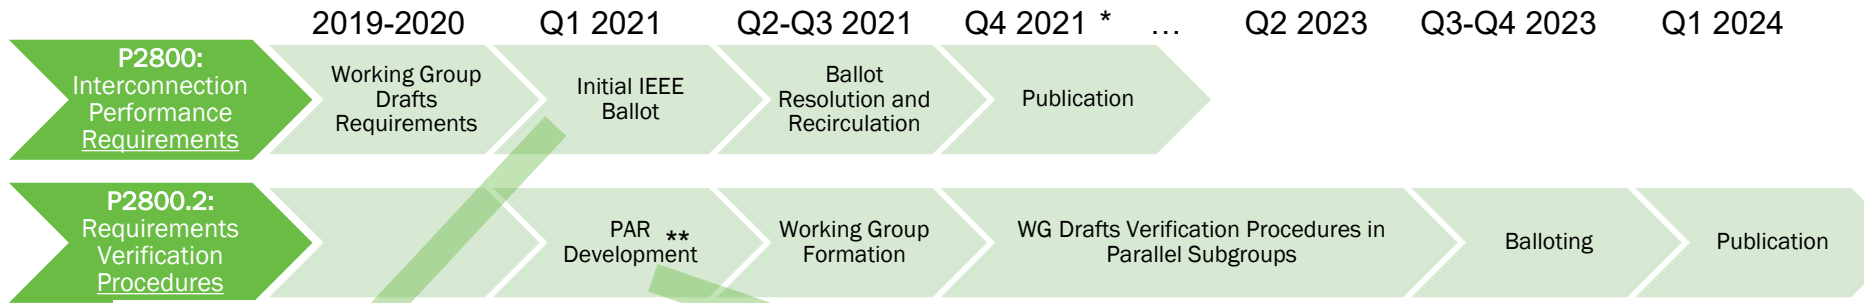 2019-2020 Q1 2021 Q2-Q3 2021 Q4 2021 * ... Q2 2023 Q3-Q4 2023 Q1 2024
P2800:
Interconnection
Performance
Requirements
Working Group
Drafts
Requirements
Initial IEEE
Ballot
Ballot
Resolution and
Recirculation
Publication
P2800.2:
Requirements
Verification
Procedures
PAR **
Development
Working Group
Formation
WG Drafts Verification Procedures in
Parallel Subgroups
Balloting
Publication